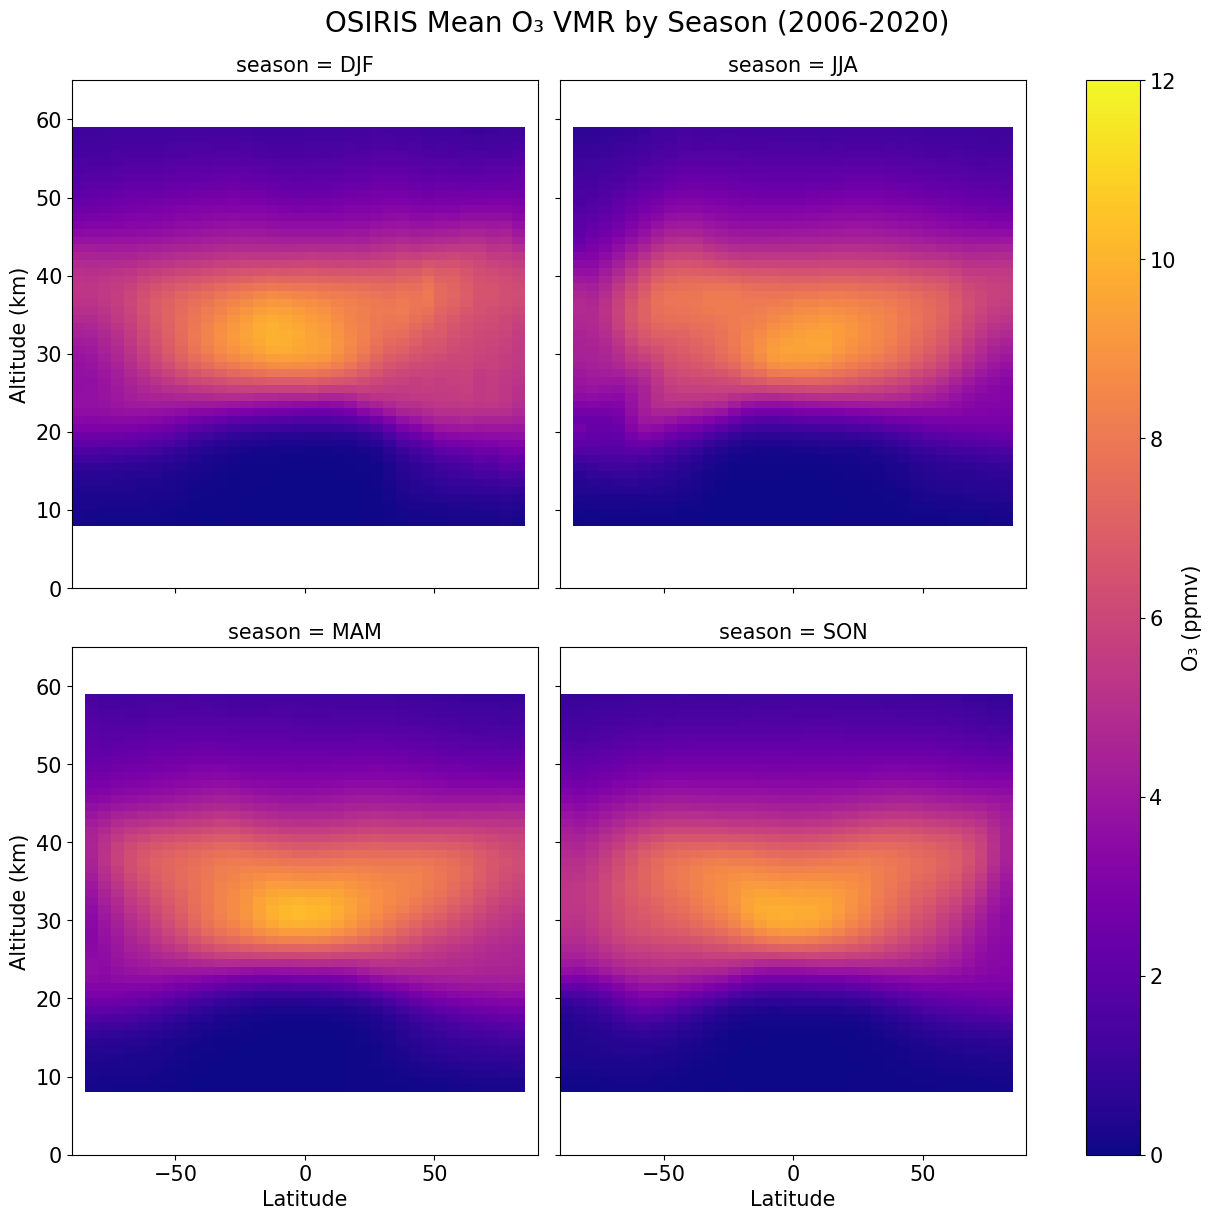 OSIRIS Mean O₃ VMR by Season (2006-2020)
season = DJF
season = JJA
60
50
40
30
20
10
0
Altitude (km)
season = MAM
season = SON
60
50
40
30
20
10
0
Altitude (km)
−50 0 50
Latitude
−50 0 50
Latitude
12
10
8
6
4
2
0
O₃ (ppmv)